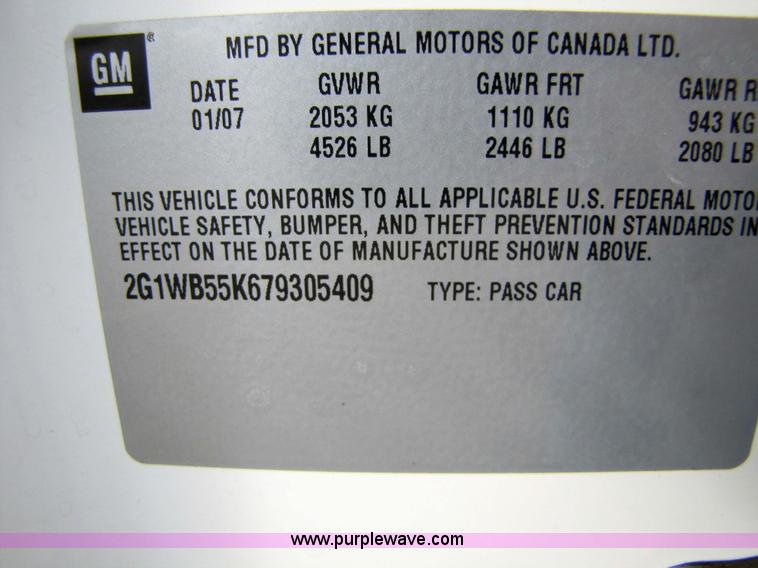 GM®
MFD BY GENERAL MOTORS OF CANADA LTD.
DATE GVWR GAWR FRT GAWR R
01/07 2053 KG 1110 KG 943 KG
4526 LB 2446 LB 2080 LB
THIS VEHICLE CONFORMS TO ALL APPLICABLE U.S. FEDERAL MOTO
VEHICLE SAFETY, BUMPER, AND THEFT PREVENTION STANDARDS IN
EFFECT ON THE DATE OF MANUFACTURE SHOWN ABOVE.
2G1WB55K679305409 TYPE: PASS CAR
www.purplewave.com